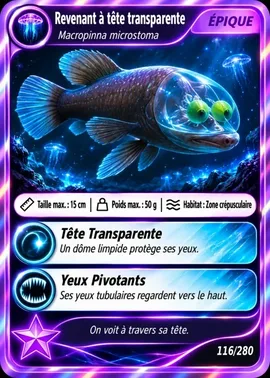 Revenant à tête transparente
ÉPIQUE
Macropinna microstoma
Taille max. : 15 cm | Poids max. : 50 g | Habitat : Zone crépusculaire
Tête Transparente
Un dôme limpide protège ses yeux.
Yeux Pivotants
Ses yeux tubulaires regardent vers le haut.
On voit à travers sa tête.
116/280